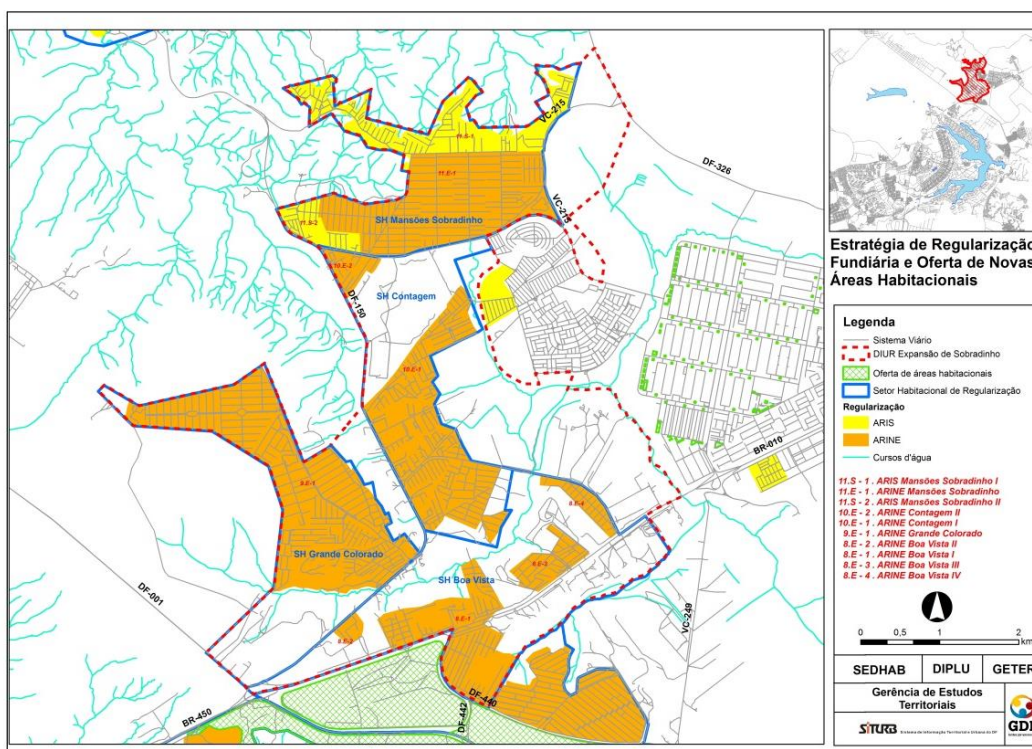 VC-215
11.S-1
DF-326
11.E-1
SH Mansões Sobradinho
VC-215
11.S-2
10.E-2
SH Contagem
DF-150
10.E-1
BR-010
9.E-1
8.E-4
SH Grande Colorado
SH Boa Vista
DF-001
8.E-1
VC-249
BR-450
DF-442
DF-440
Estratégia de Regularização
Fundiária e Oferta de Novas
Áreas Habitacionais
Legenda
Sistema Viário
DIUR Expansão de Sobradinho
Oferta de áreas habitacionais
Setor Habitacional de Regularização
Regularização
ARIS
ARINE
Cursos d'água
11.S - 1 . ARIS Mansões Sobradinho I
11.E - 1 . ARINE Mansões Sobradinho
11.S - 2 . ARIS Mansões Sobradinho II
10.E - 2 . ARINE Contagem II
10.E - 1 . ARINE Contagem I
9.E - 1 . ARINE Grande Colorado
8.E - 2 . ARINE Boa Vista II
8.E - 1 . ARINE Boa Vista I
8.E - 3 . ARINE Boa Vista III
8.E - 4 . ARINE Boa Vista IV
0 0,5 1 2
km
SEDHAB DIPLU GETER
Gerência de Estudos
Territoriais
SITURB
GDF